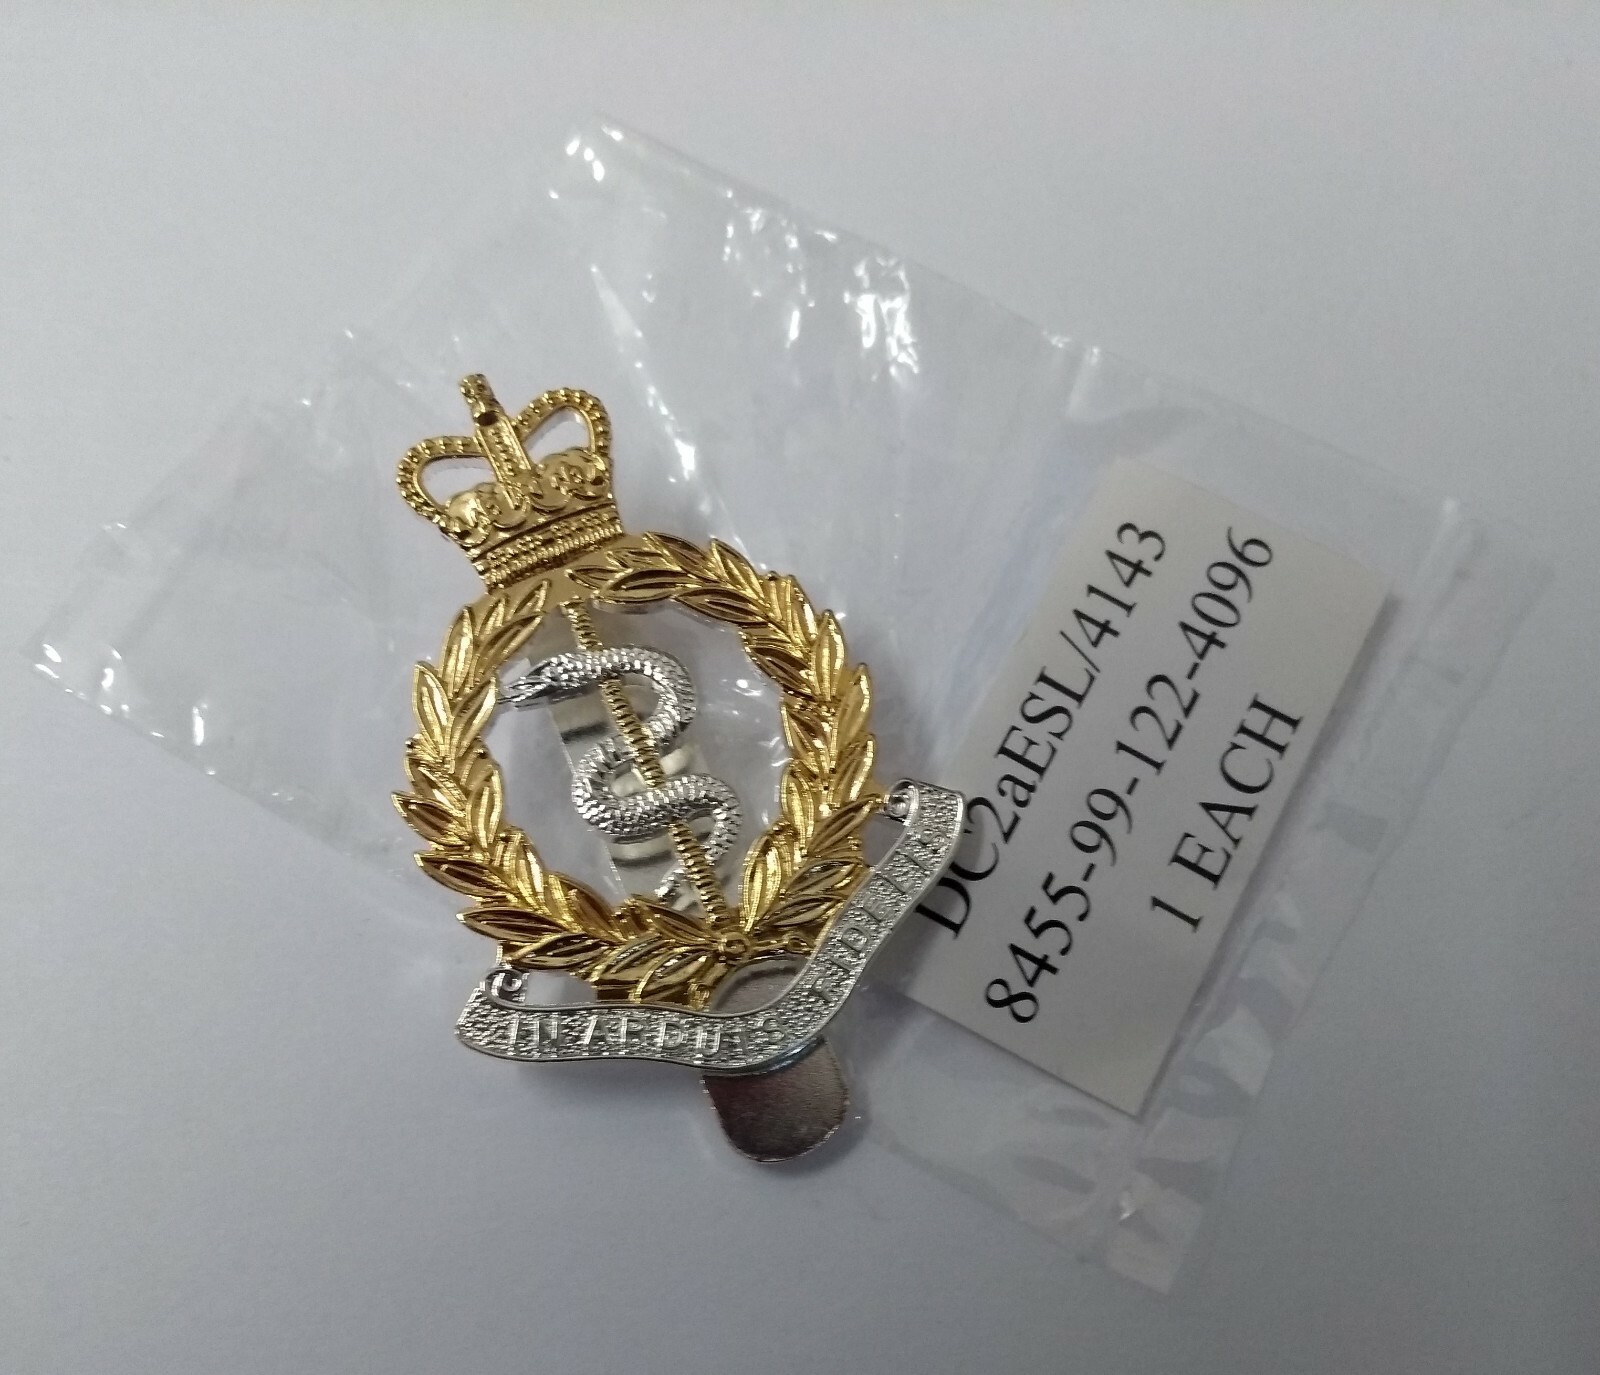 IN ARDUIS FIDELIS
DC2aESL/4143
8455-99-122-4096
1 EACH